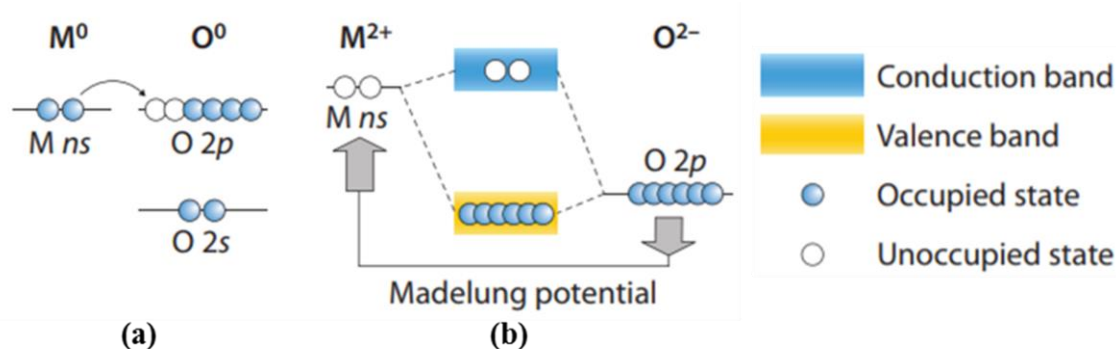 M⁰ O⁰ M²⁺ O²⁻
M ns O 2p M ns O 2p
O 2s
Madelung potential
Conduction band
Valence band
Occupied state
Unoccupied state
(a) (b)